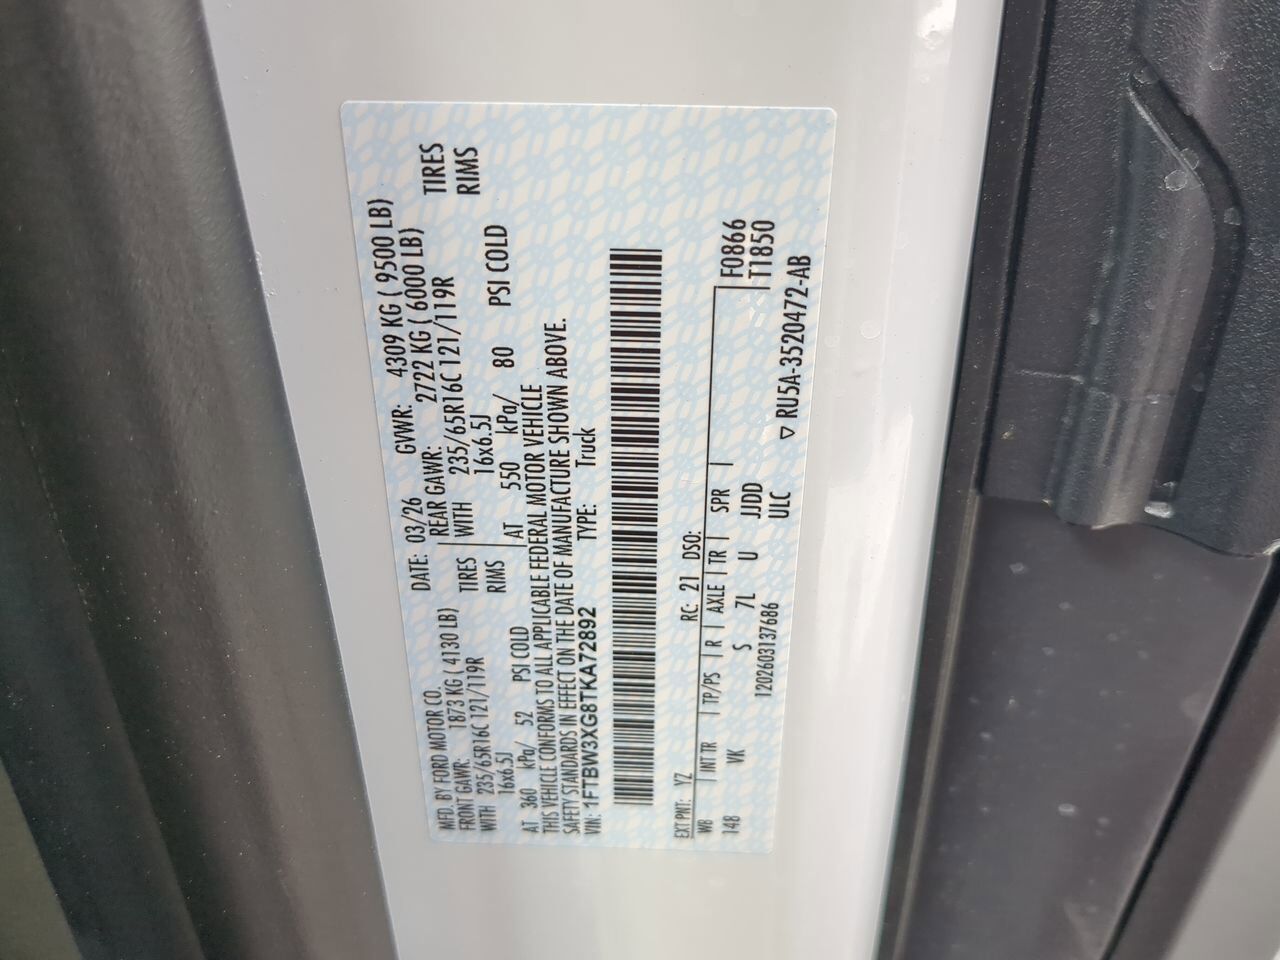 MFD. BY FORD MOTOR CO.
DATE: 03/26 GVWR: 4309 KG ( 9500 LB)
FRONT GAWR: 1873 KG ( 4130 LB) REAR GAWR: 2722 KG ( 6000 LB)
WITH 235/65R16C 121/119R TIRES WITH 235/65R16C 121/119R TIRES
16x6.5J RIMS 16x6.5J RIMS
AT 360 kPa/ 52 PSI COLD AT 550 kPa/ 80 PSI COLD
THIS VEHICLE CONFORMS TO ALL APPLICABLE FEDERAL MOTOR VEHICLE
SAFETY STANDARDS IN EFFECT ON THE DATE OF MANUFACTURE SHOWN ABOVE.
VIN: 1FTBW3XG8TKA72892 TYPE: Truck
EXT PNT: YZ RC: 21 DSO: F0866
WB INT TR TP/PS R AXLE TR SPR T1850
148 VK S 7L U JJDD
1202603137686 ULC ▽ RU5A-3520472-AB